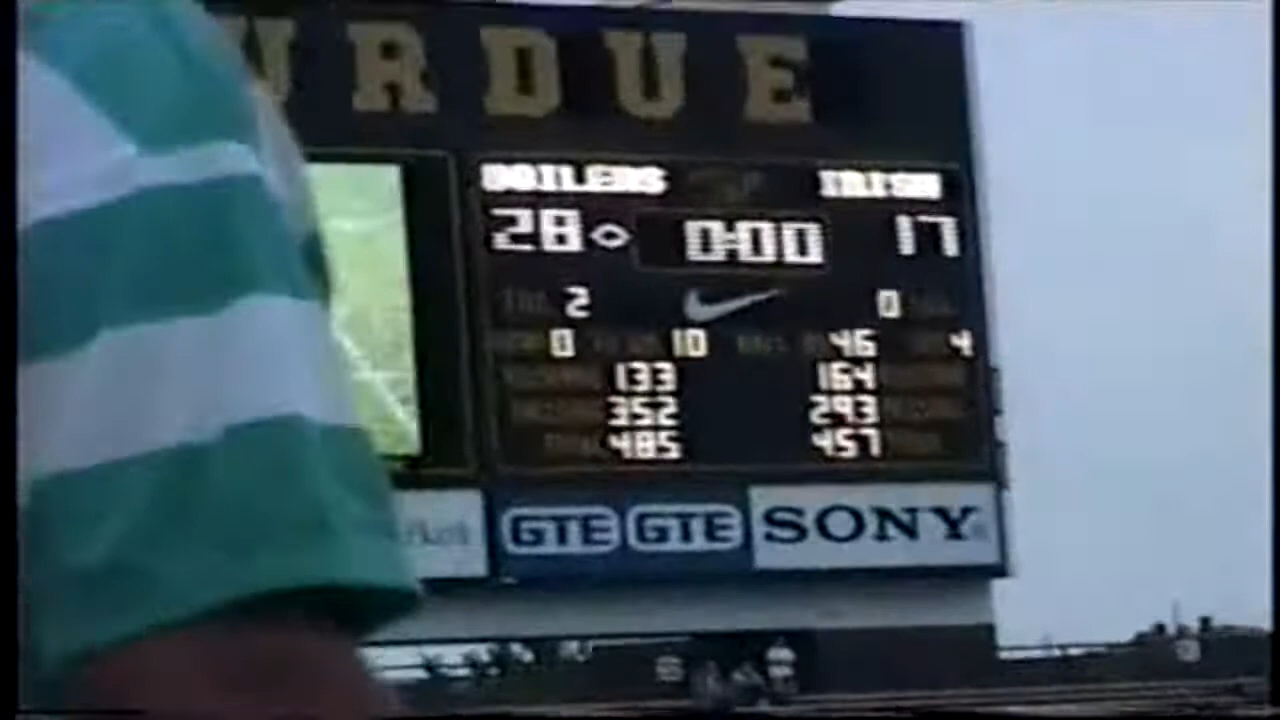 URDUE
BOILERS IRISH
28 0:00 17
2 0
0 10 46 4
133 164
352 293
485 457
GTE GTE SONY